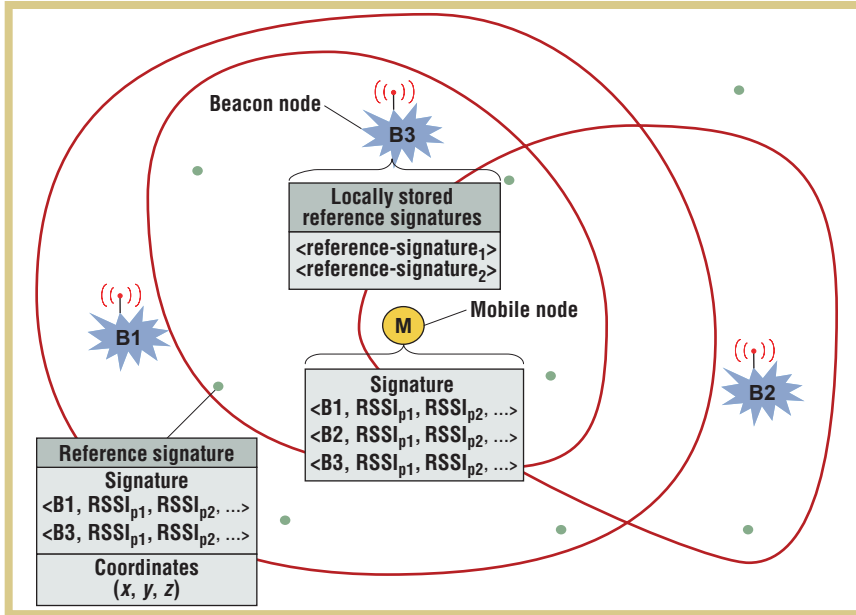 Beacon node
B3
Locally stored
reference signatures
<reference-signature₁>
<reference-signature₂>
B1
M
Mobile node
B2
Signature
<B1, RSSIp1, RSSIp2, ...>
<B2, RSSIp1, RSSIp2, ...>
<B3, RSSIp1, RSSIp2, ...>
Reference signature
Signature
<B1, RSSIp1, RSSIp2, ...>
<B3, RSSIp1, RSSIp2, ...>
Coordinates
(x, y, z)